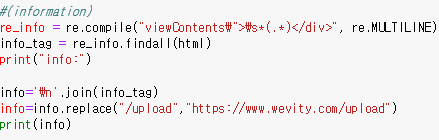 #(information)
re_info = re.compile("viewContents₩">₩s*(.*)</div>", re.MULTILINE)
info_tag = re_info.findall(html)
print("info:")
info='₩n'.join(info_tag)
info=info.replace("/upload","https://www.wevity.com/upload")
print(info)